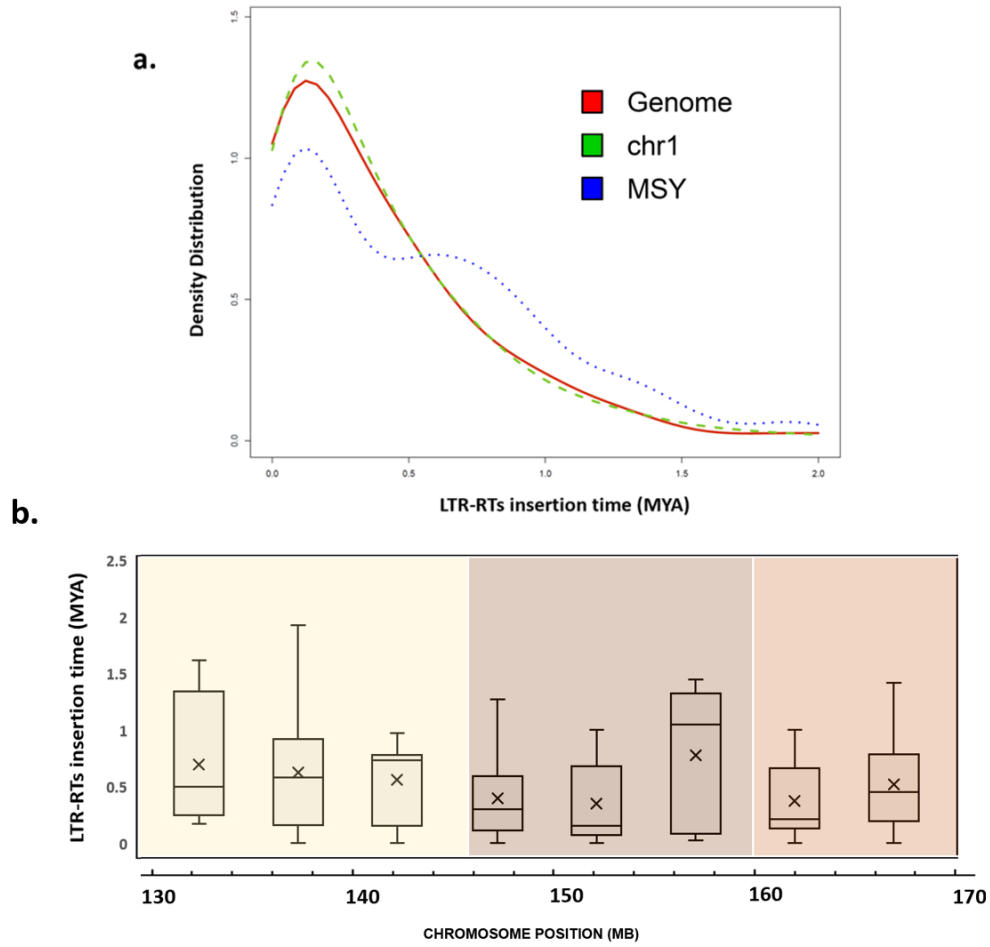 a.
1.5
1.0
0.5
0.0
Density Distribution
Genome
chr1
MSY
0.0 0.5 1.0 1.5 2.0
LTR-RTs insertion time (MYA)
b.
2.5
2
1.5
1
0.5
0
LTR-RTs insertion time (MYA)
130 140 150 160 170
CHROMOSOME POSITION (MB)